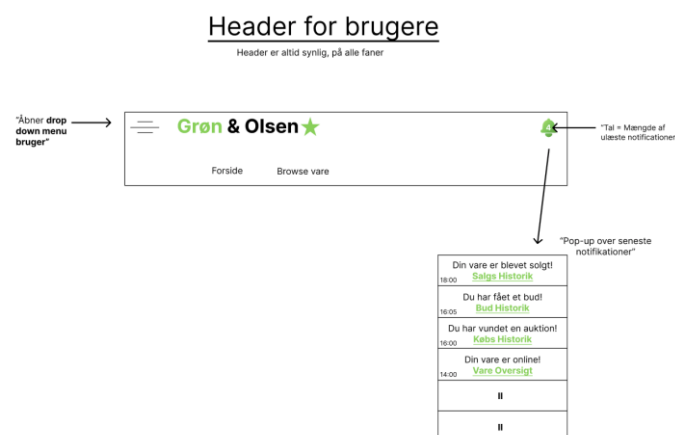 Header for brugere
Header er altid synlig, på alle faner
"Åbner drop
down menu
bruger"
Grøn & Olsen
"Tal = Mængde af
ulæste notificationer
Forside
Browse vare
"Pop-up over seneste
notifikationer"
Din vare er blevet solgt!
18:00 Salgs Historik
Du har fået et bud!
16:05 Bud Historik
Du har vundet en auktion!
16:00 Købs Historik
Din vare er online!
14:00 Vare Oversigt
II
II